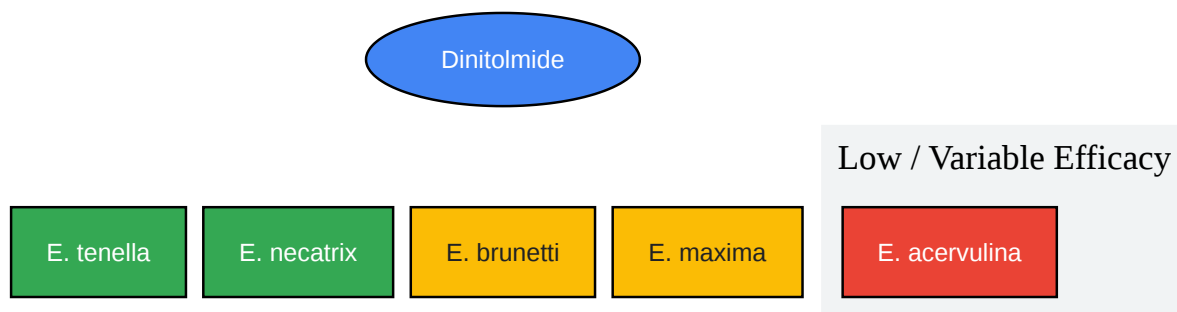 Dinitolmide
Low / Variable Efficacy
E. tenella
E. necatrix
E. brunetti
E. maxima
E. acervulina